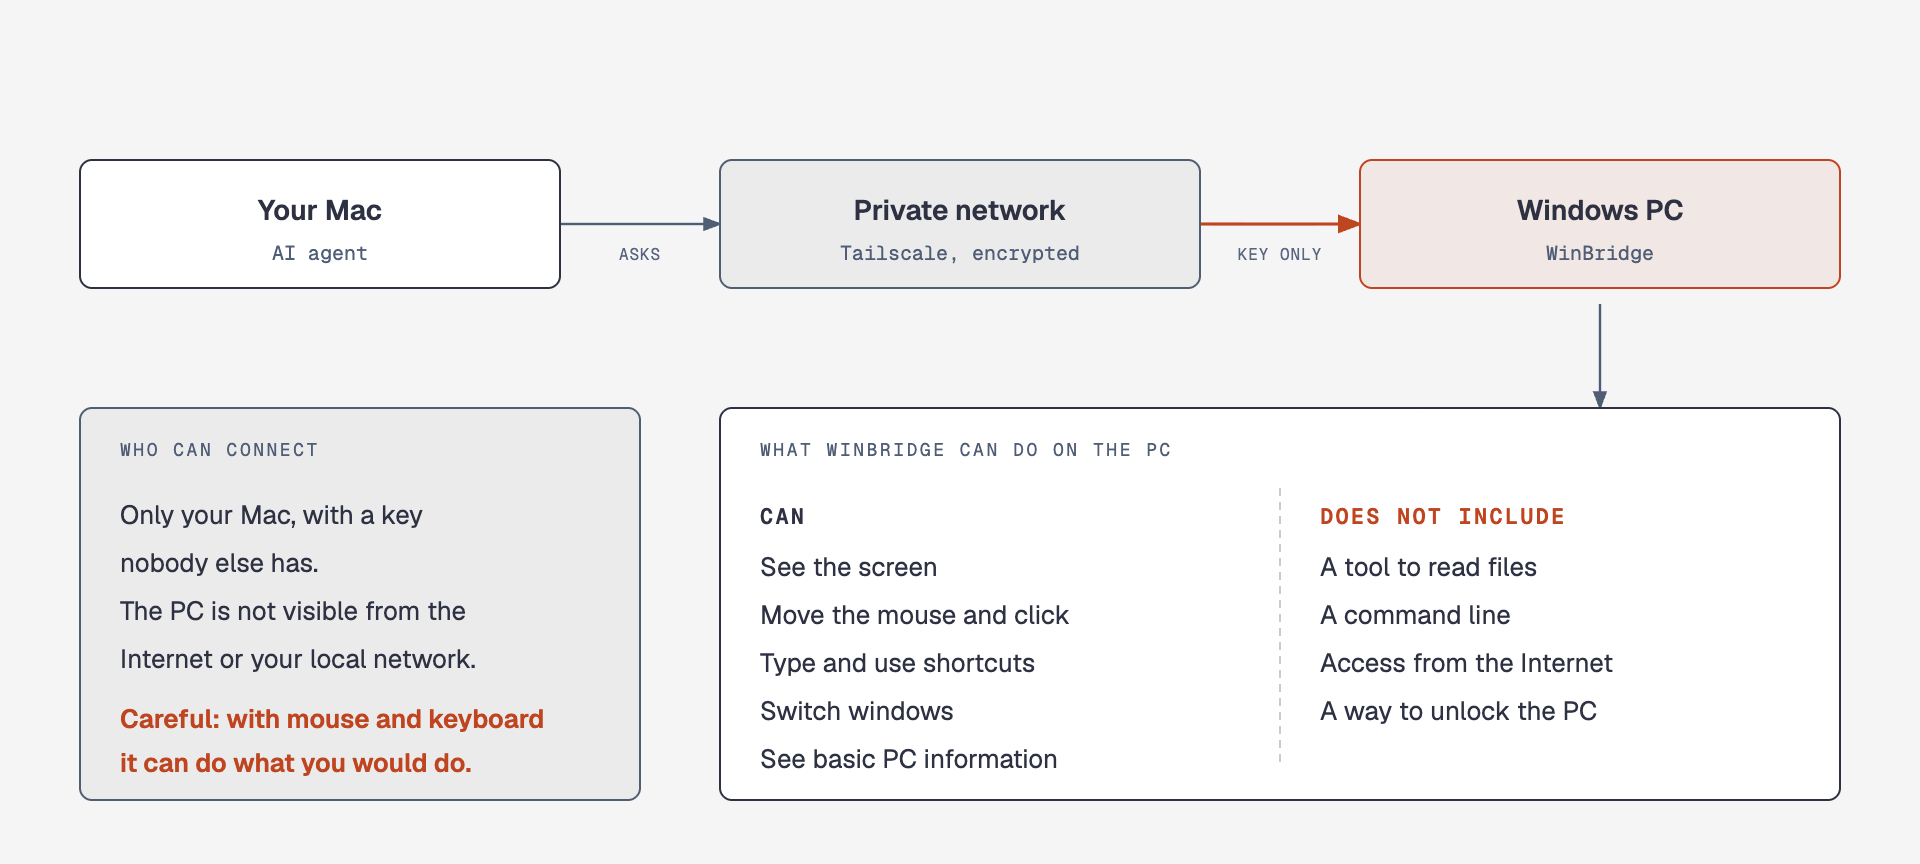 Your Mac
AI agent
ASKS
Private network
Tailscale, encrypted
KEY ONLY
Windows PC
WinBridge
WHO CAN CONNECT
Only your Mac, with a key
nobody else has.
The PC is not visible from the
Internet or your local network.
Careful: with mouse and keyboard
it can do what you would do.
WHAT WINBRIDGE CAN DO ON THE PC
CAN
See the screen
Move the mouse and click
Type and use shortcuts
Switch windows
See basic PC information
DOES NOT INCLUDE
A tool to read files
A command line
Access from the Internet
A way to unlock the PC